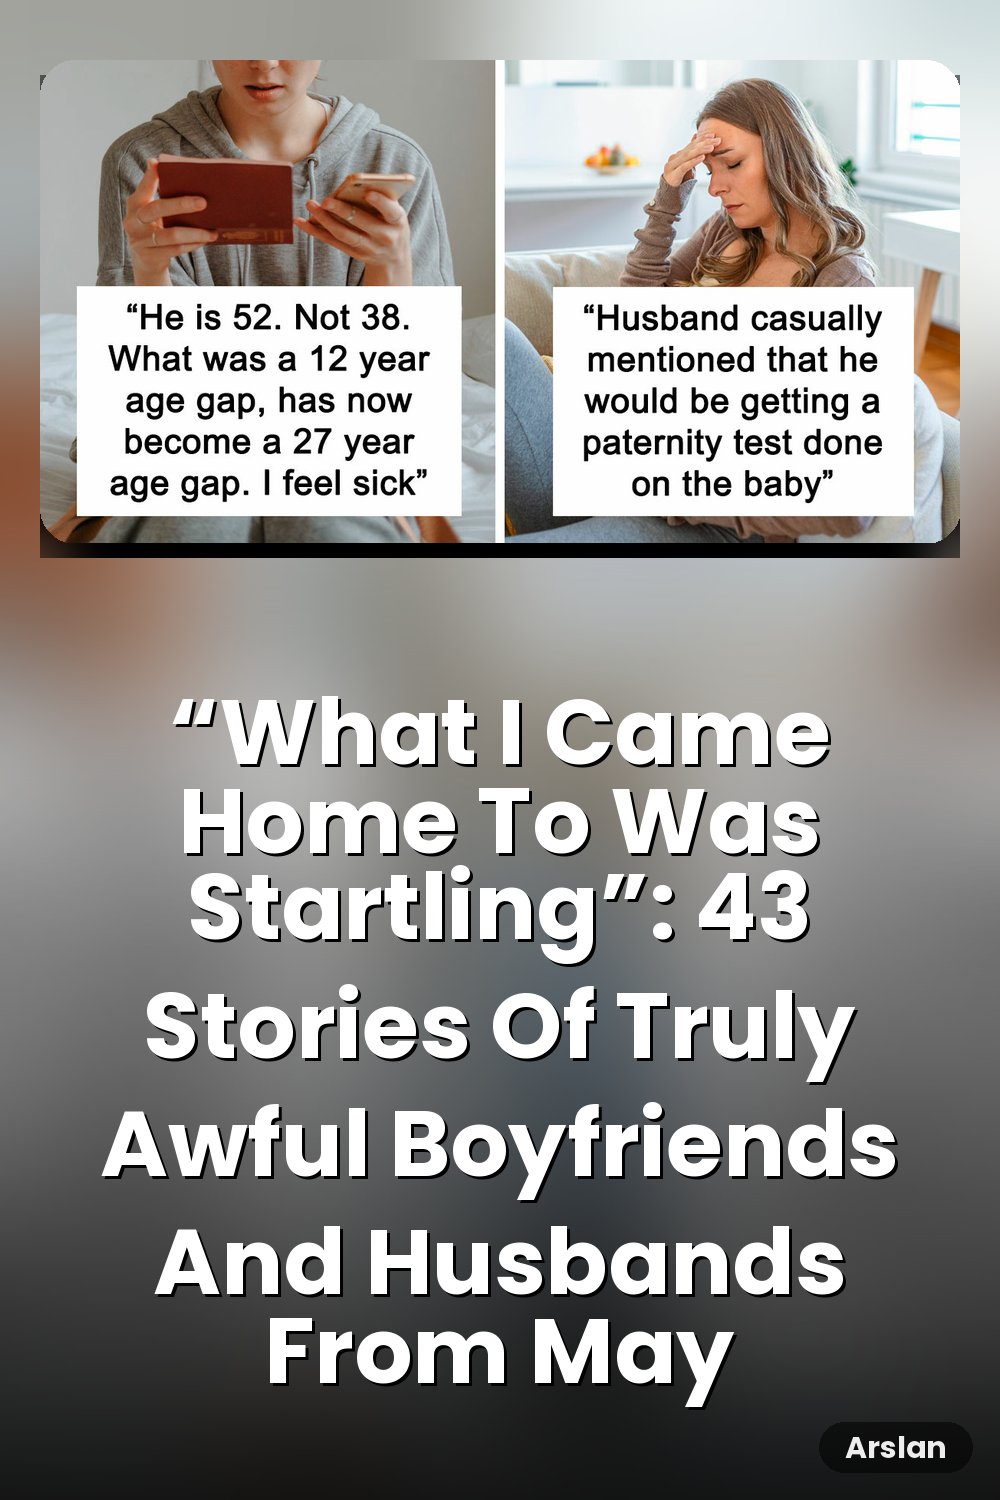 “He is 52. Not 38.
What was a 12 year
age gap, has now
become a 27 year
age gap. I feel sick”
“Husband casually
mentioned that he
would be getting a
paternity test done
on the baby”
“What I Came
Home To Was
Startling”: 43
Stories Of Truly
Awful Boyfriends
And Husbands
From May
Arslan